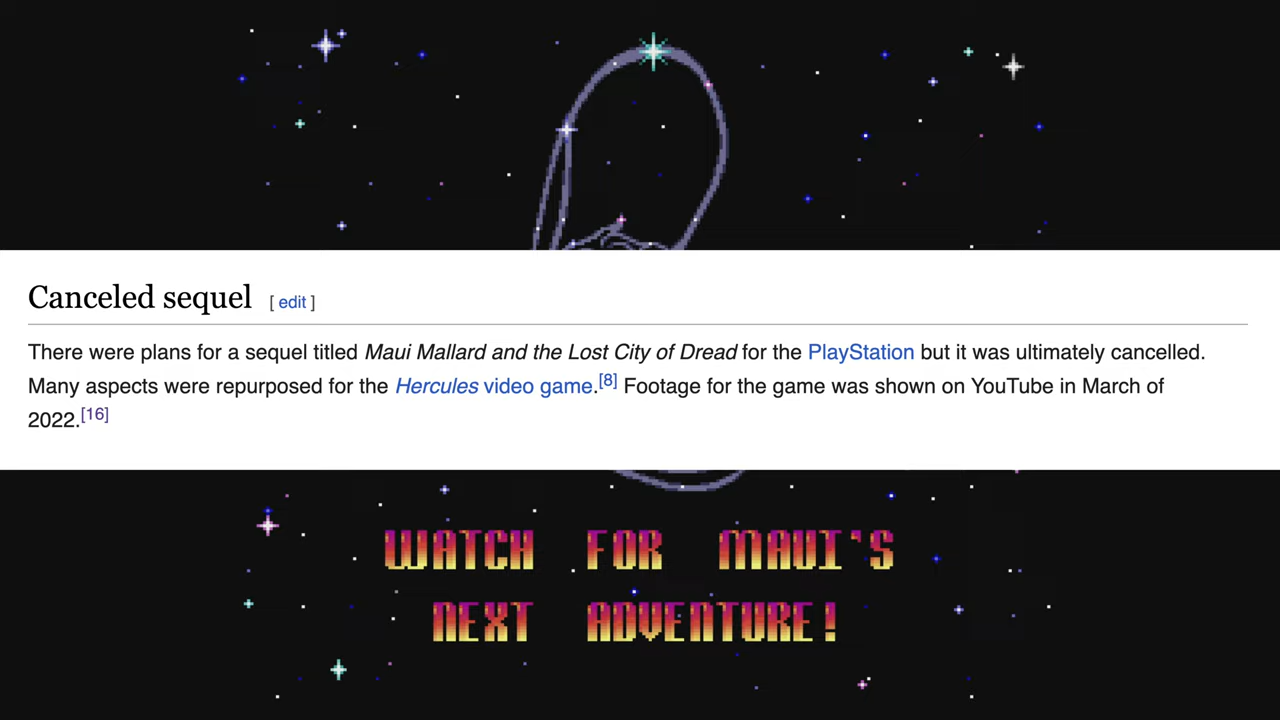 Canceled sequel [ edit ]
There were plans for a sequel titled Maui Mallard and the Lost City of Dread for the PlayStation but it was ultimately cancelled.
Many aspects were repurposed for the Hercules video game.[8] Footage for the game was shown on YouTube in March of
2022.[16]
WATCH FOR MAUI'S
NEXT ADVENTURE!